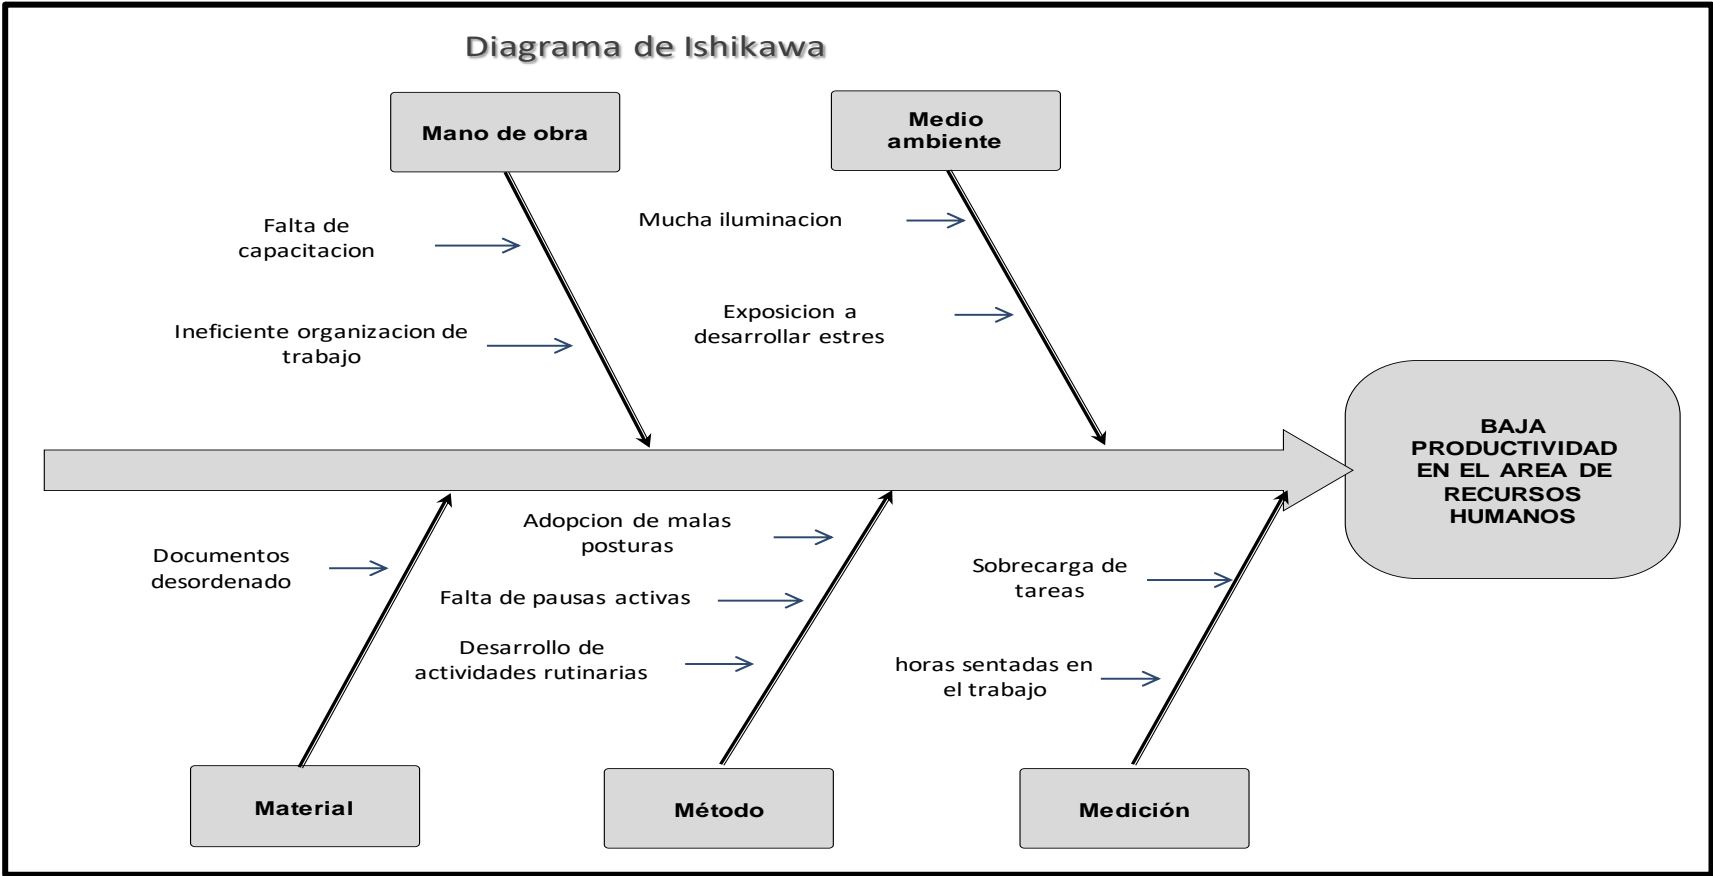 Diagrama de Ishikawa
Mano de obra
Medio
ambiente
Falta de
capacitacion
Mucha iluminacion
Ineficiente organizacion de
trabajo
Exposicion a
desarrollar estres
BAJA
PRODUCTIVIDAD
EN EL AREA DE
RECURSOS
HUMANOS
Documentos
desordenado
Adopcion de malas
posturas
Falta de pausas activas
Desarrollo de
actividades rutinarias
Sobrecarga de
tareas
horas sentadas en
el trabajo
Material
Método
Medición